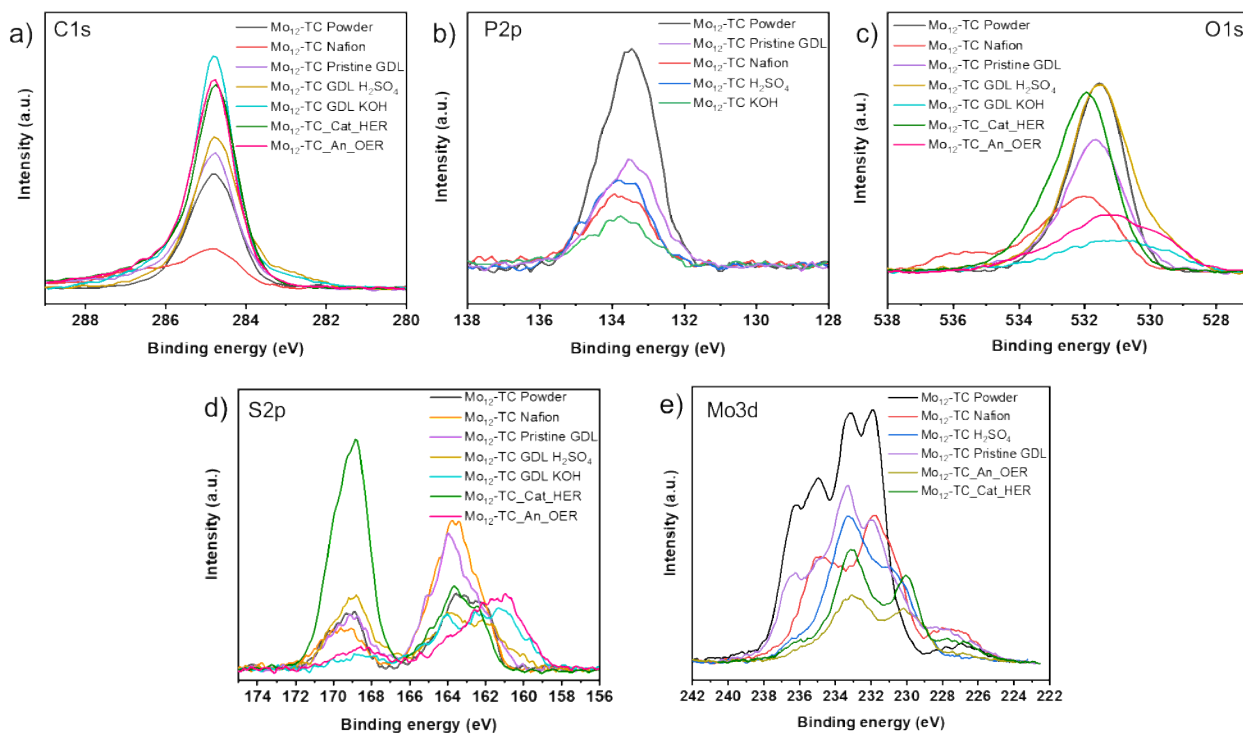 a) C1s
Mo₁₂-TC Powder
Mo₁₂-TC Nafion
Mo₁₂-TC Pristine GDL
Mo₁₂-TC GDL H₂SO₄
Mo₁₂-TC GDL KOH
Mo₁₂-TC_Cat_HER
Mo₁₂-TC_An_OER
Intensity (a.u.)
288 286 284 282 280
Binding energy (eV)
b) P2p
Mo₁₂-TC Powder
Mo₁₂-TC Pristine GDL
Mo₁₂-TC Nafion
Mo₁₂-TC H₂SO₄
Mo₁₂-TC KOH
Intensity (a.u.)
138 136 134 132 130 128
Binding energy (eV)
c) O1s
Mo₁₂-TC Powder
Mo₁₂-TC Nafion
Mo₁₂-TC Pristine GDL
Mo₁₂-TC GDL H₂SO₄
Mo₁₂-TC GDL KOH
Mo₁₂-TC_Cat_HER
Mo₁₂-TC_An_OER
Intensity (a.u.)
538 536 534 532 530 528
Binding energy (eV)
d) S2p
Mo₁₂-TC Powder
Mo₁₂-TC Nafion
Mo₁₂-TC Pristine GDL
Mo₁₂-TC GDL H₂SO₄
Mo₁₂-TC GDL KOH
Mo₁₂-TC_Cat_HER
Mo₁₂-TC_An_OER
Intensity (a.u.)
174 172 170 168 166 164 162 160 158 156
Binding energy (eV)
e) Mo3d
Mo₁₂-TC Powder
Mo₁₂-TC Nafion
Mo₁₂-TC H₂SO₄
Mo₁₂-TC Pristine GDL
Mo₁₂-TC_An_OER
Mo₁₂-TC_Cat_HER
Intensity (a.u.)
242 240 238 236 234 232 230 228 226 224 222
Binding energy (eV)